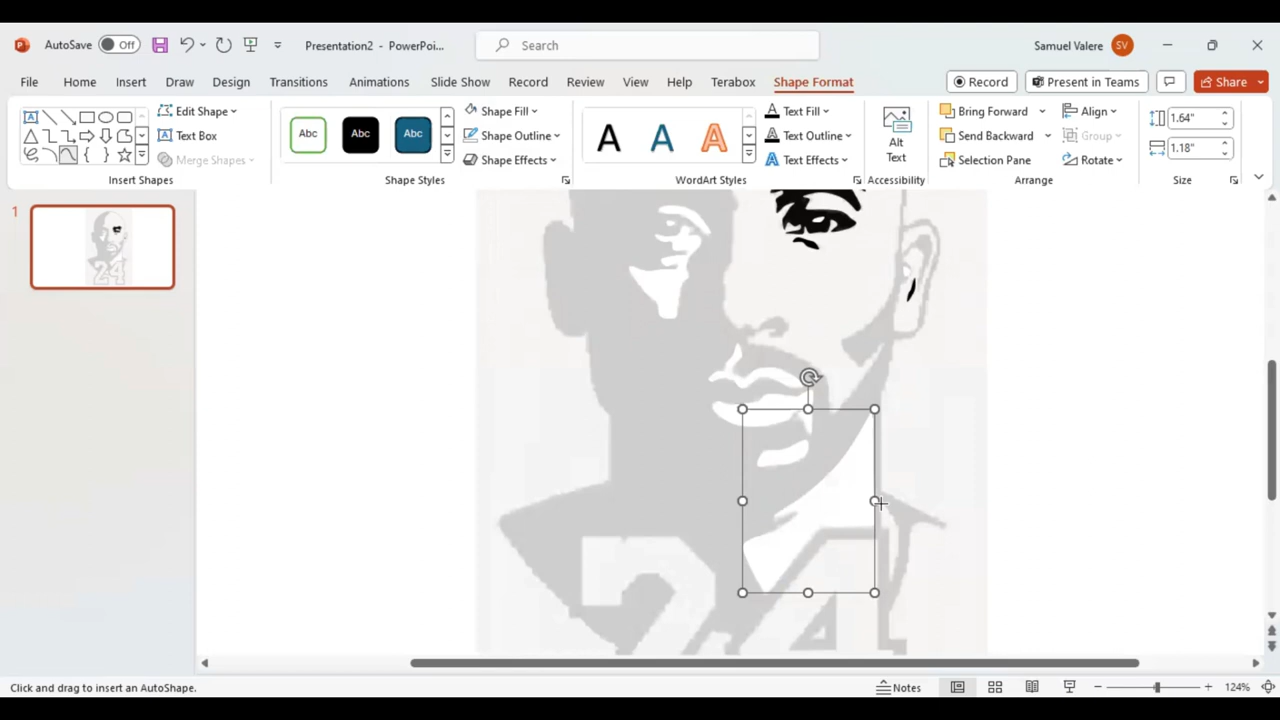 AutoSave Off Presentation2 - PowerPoi... Search Samuel Valere SV
File Home Insert Draw Design Transitions Animations Slide Show Record Review View Help Terabox Shape Format Record Present in Teams Share
Edit Shape Text Box Merge Shapes
Insert Shapes
Abc Abc Abc Shape Fill Shape Outline Shape Effects
Shape Styles
A A A Text Fill Text Outline Text Effects
WordArt Styles
Alt Text
Accessibility
Bring Forward Send Backward Selection Pane Align Group Rotate
Arrange
1.64"
1.18"
Size
1
24
24
Click and drag to insert an AutoShape. Notes 124%